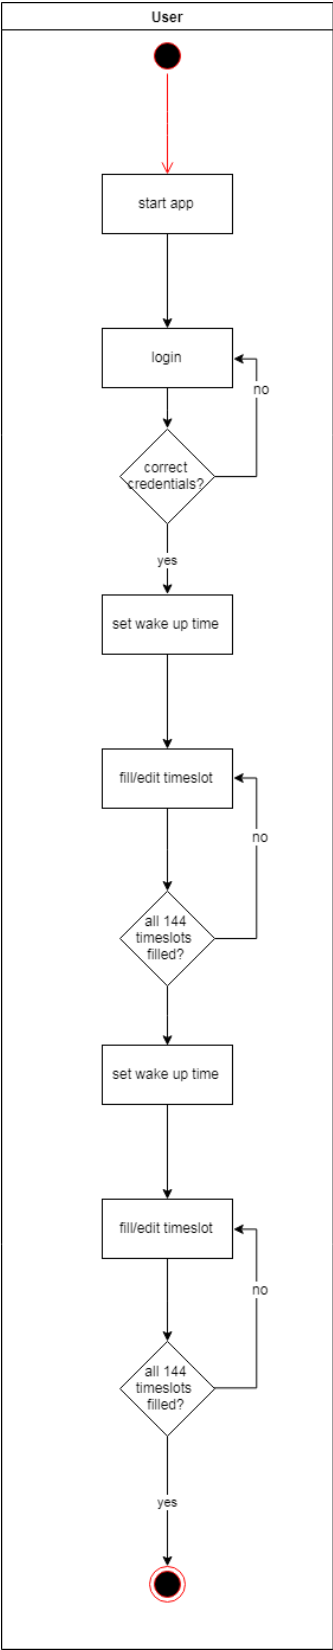 User
start app
login
no
correct
credentials?
yes
set wake up time
fill/edit timeslot
no
all 144
timeslots
filled?
set wake up time
fill/edit timeslot
no
all 144
timeslots
filled?
yes